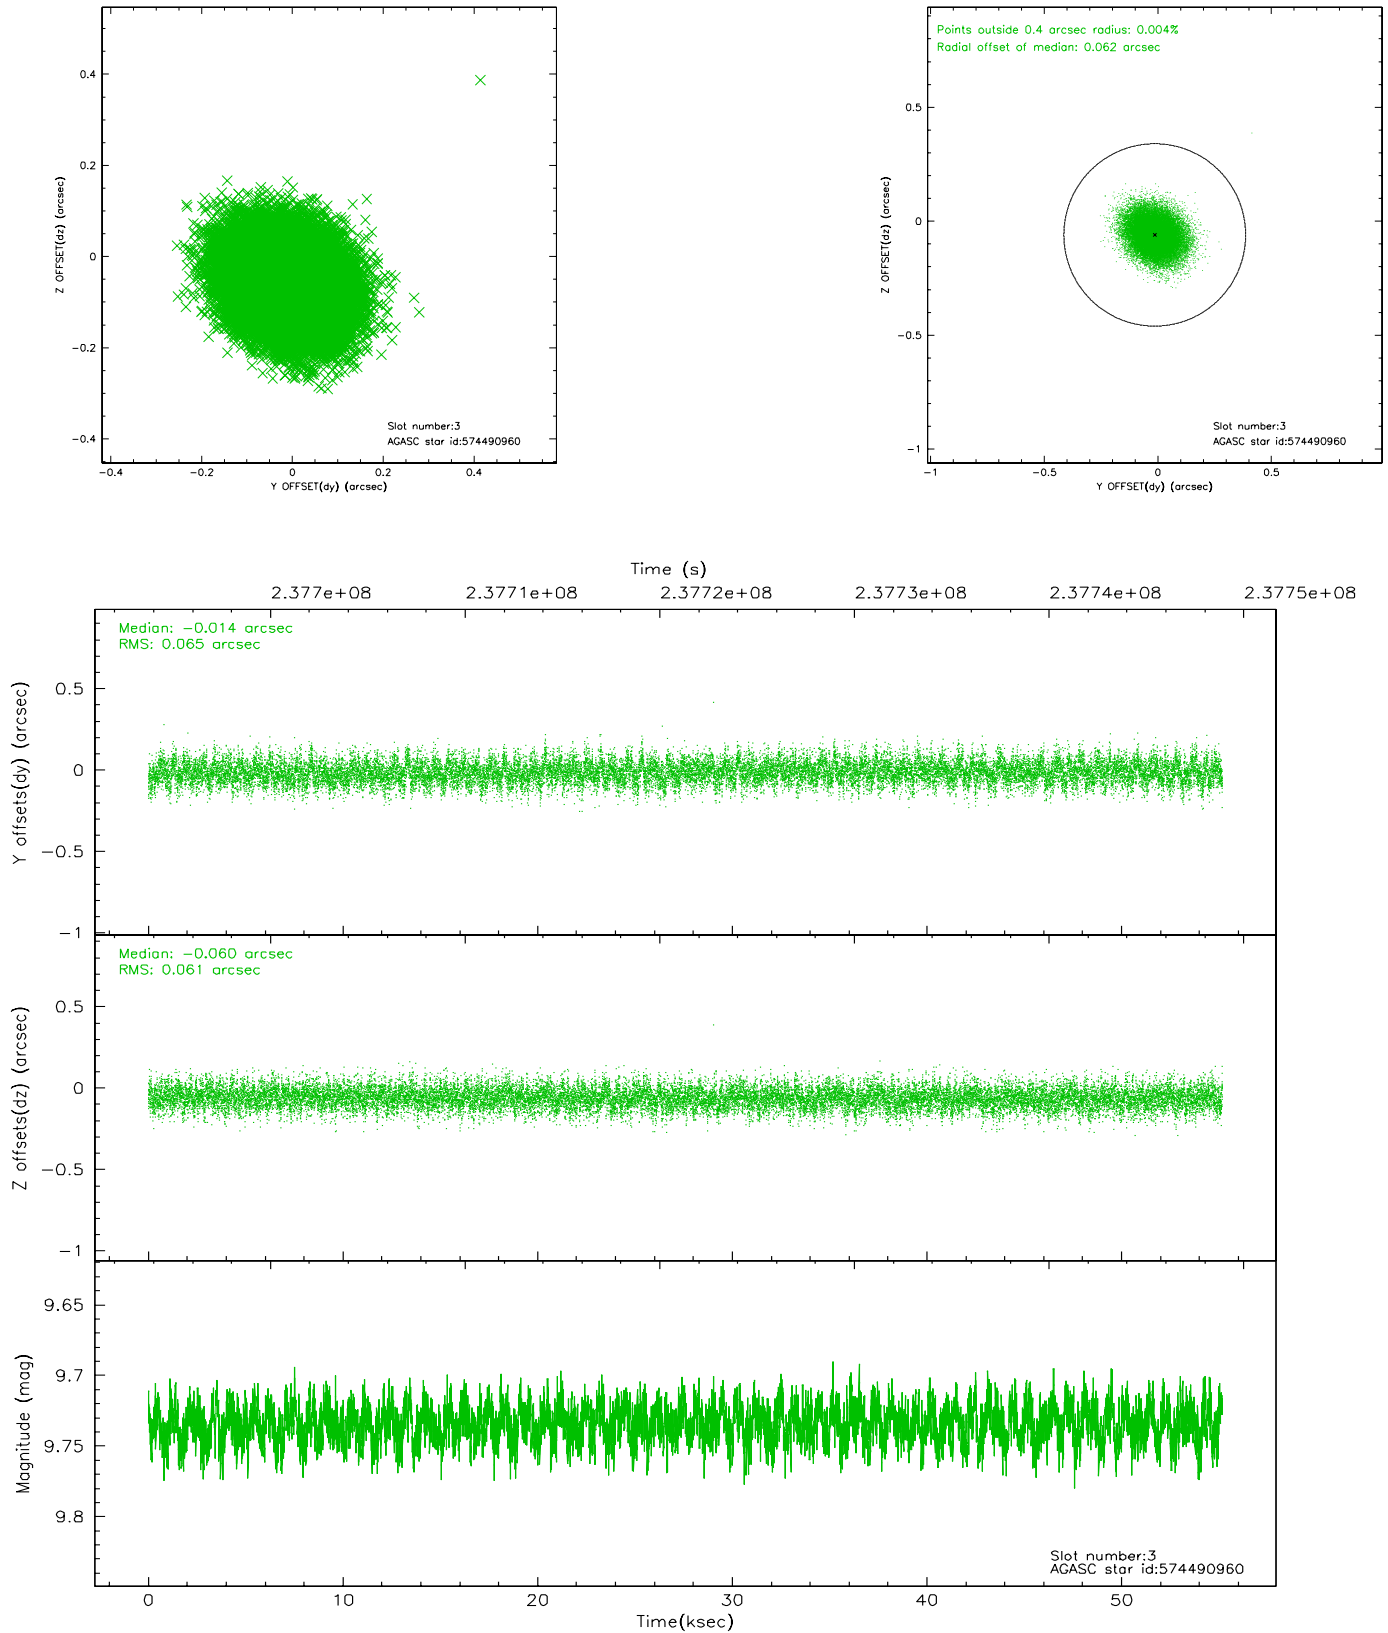 0.4
0.2
0
-0.2
-0.4
Z OFFSET(dz) (arcsec)
Slot number:3
AGASC star id:574490960
-0.4 -0.2 0 0.2 0.4
Y OFFSET(dy) (arcsec)
Points outside 0.4 arcsec radius: 0.004%
Radial offset of median: 0.062 arcsec
0.5
0
-0.5
-1
Z OFFSET(dz) (arcsec)
Slot number:3
AGASC star id:574490960
-1 -0.5 0 0.5
Y OFFSET(dy) (arcsec)
Time (s)
2.377e+08 2.3771e+08 2.3772e+08 2.3773e+08 2.3774e+08 2.3775e+08
Median: -0.014 arcsec
RMS: 0.065 arcsec
0.5
0
-0.5
-1
Y offsets(dy) (arcsec)
Median: -0.060 arcsec
RMS: 0.061 arcsec
0.5
0
-0.5
-1
Z offsets(dz) (arcsec)
9.65
9.7
9.75
9.8
Magnitude (mag)
Slot number:3
AGASC star id:574490960
0 10 20 30 40 50
Time(ksec)